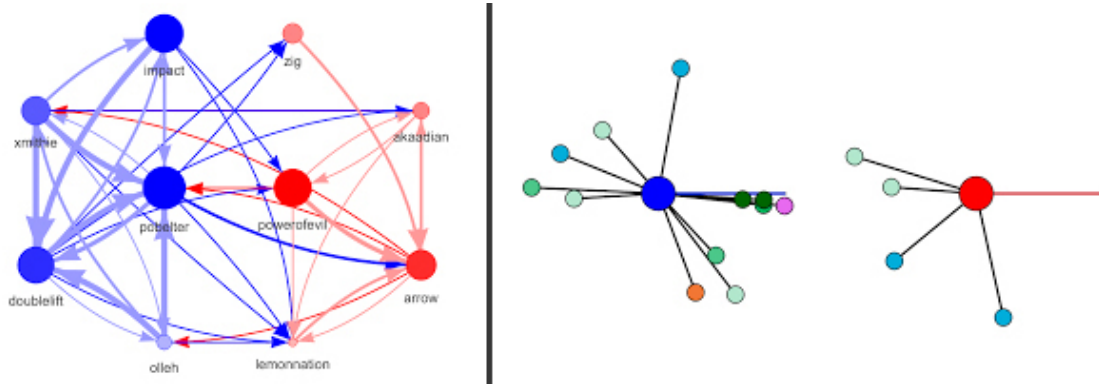 impact
zig
xmithie
akaadian
pobelter
powerofevil
doublelift
arrow
olleh
lemonnation